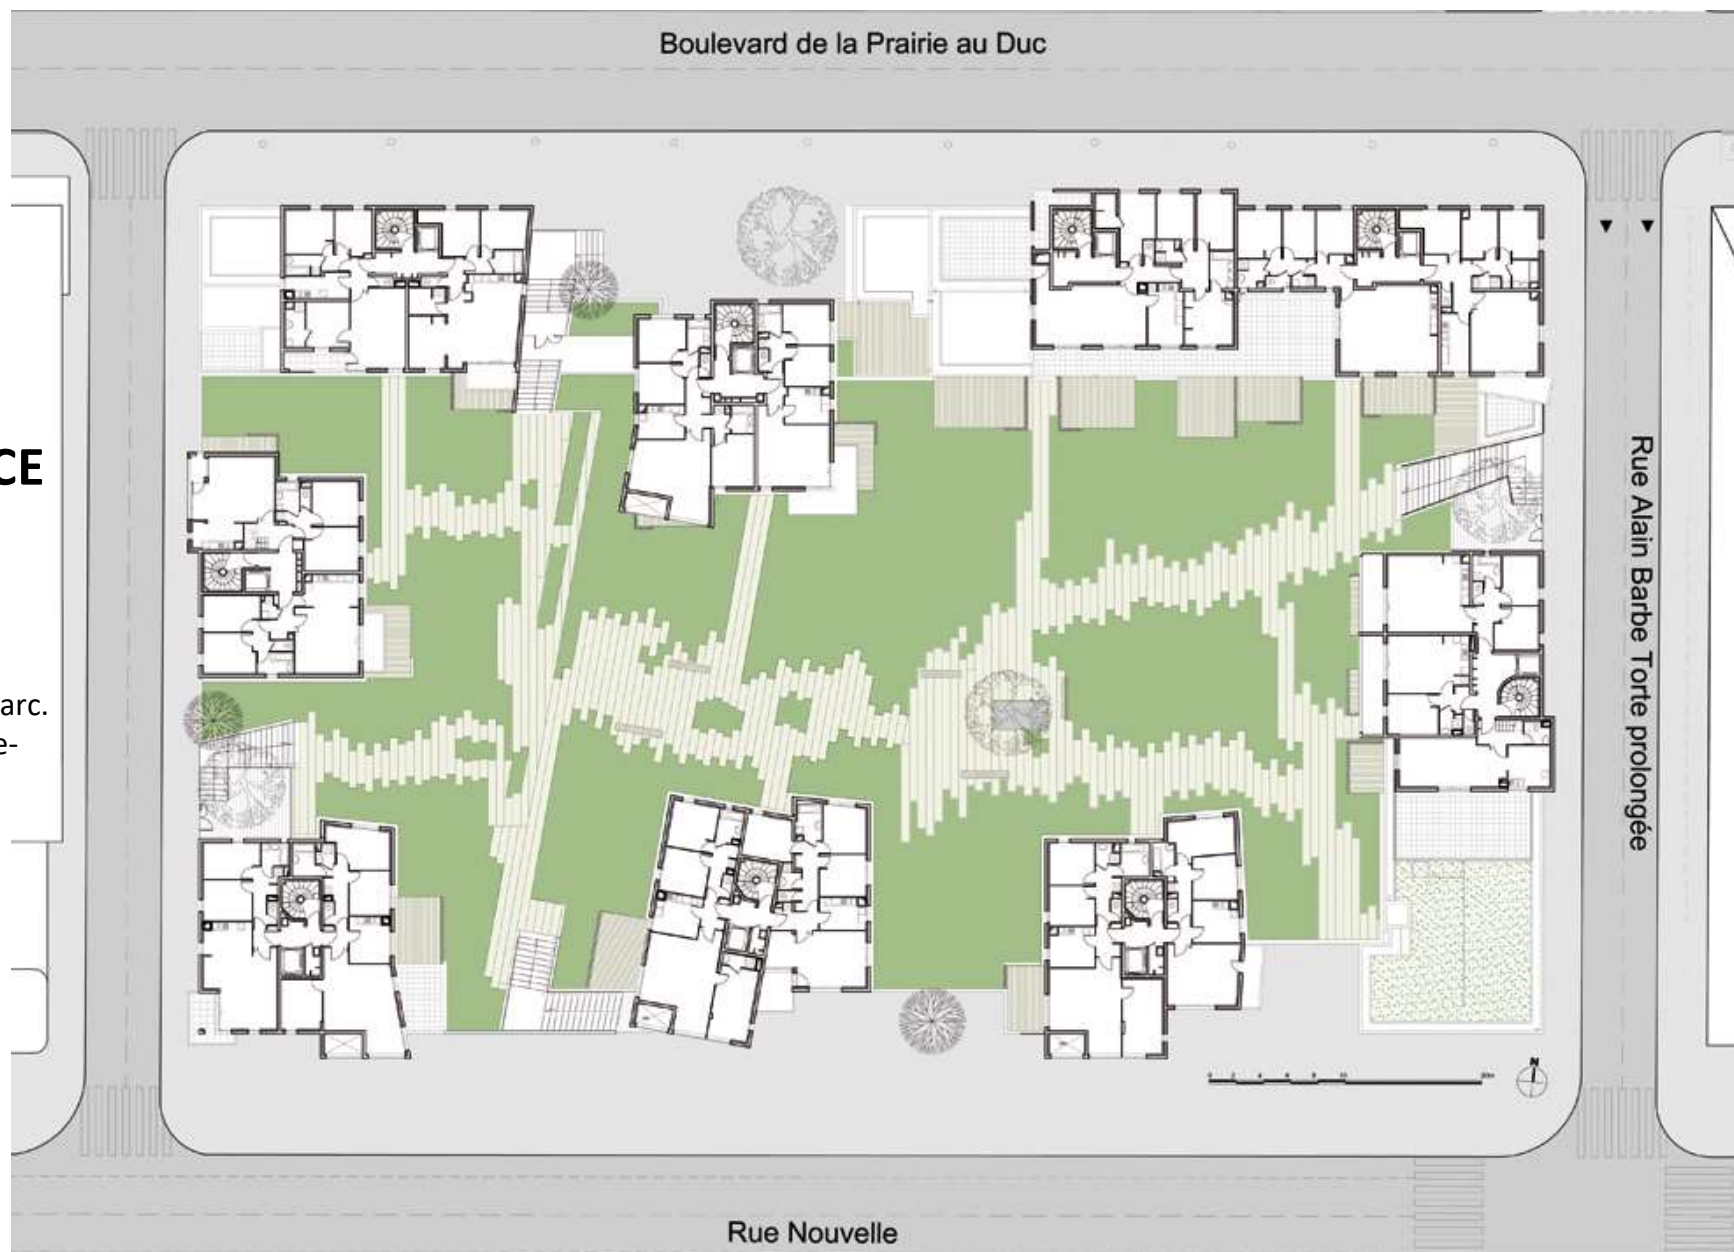 Boulevard de la Prairie au Duc
CE
arc.
e-
Rue Alain Barbe Torte prolongée
N
Rue Nouvelle